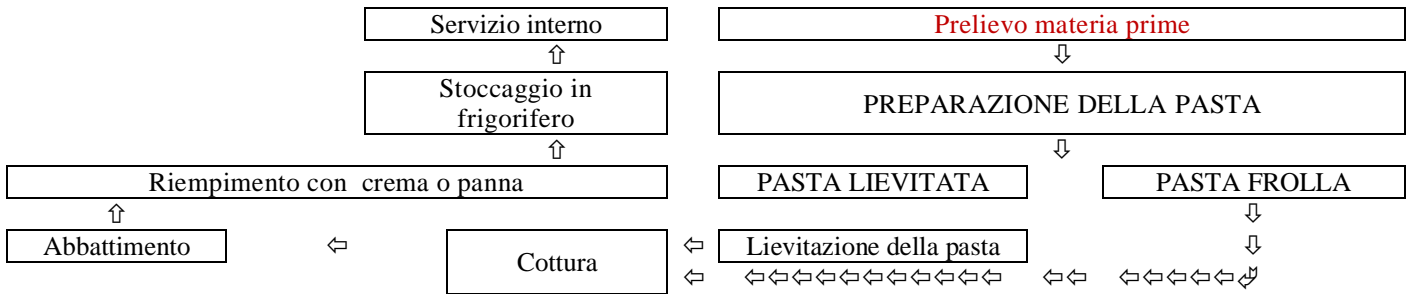 Servizio interno
Prelievo materia prime
Stoccaggio in
frigorifero
PREPARAZIONE DELLA PASTA
Riempimento con crema o panna
PASTA LIEVITATA
PASTA FROLLA
Abbattimento
Cottura
Lievitazione della pasta